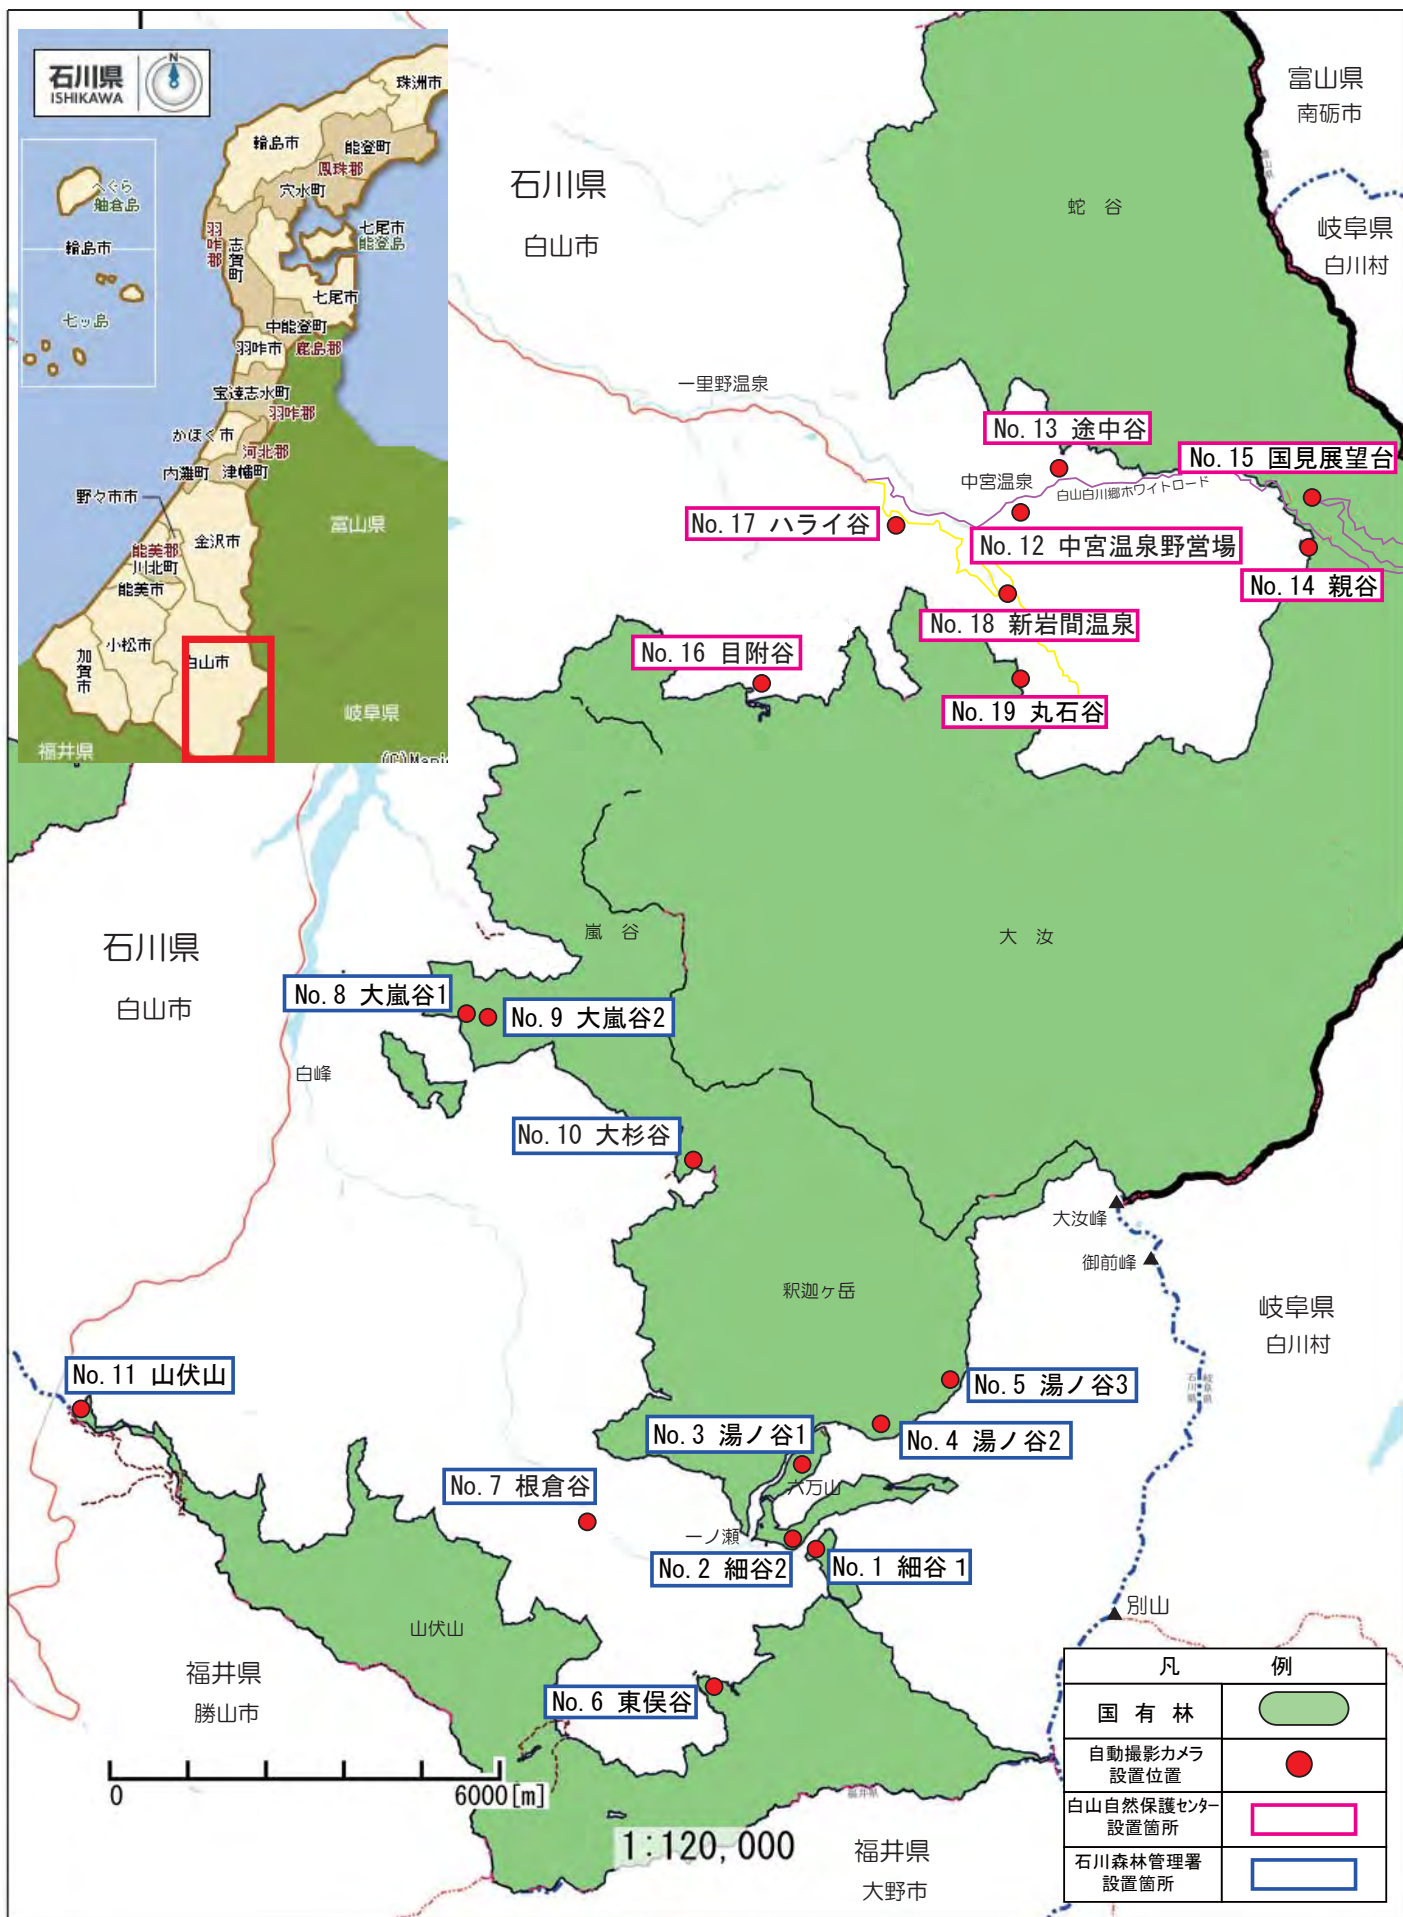 石川県
ISHIKAWA
N
珠洲市
輪島市
能登町
鳳珠郡
穴水町
へぐら
舳倉島
輪島市
七ッ島
羽咋郡
志賀町
七尾市
能登島
七尾市
中能登町
羽咋市
鹿島郡
宝達志水町
羽咋郡
かほく市
河北郡
内灘町
津幡町
野々市市
金沢市
富山県
能美郡
川北町
能美市
小松市
加賀市
白山市
岐阜県
福井県
石川県
白山市
蛇 谷
富山県
南砺市
富山県
岐阜県
白川村
一里野温泉
No.13 途中谷
No.15 国見展望台
中宮温泉
白山白川郷ホワイトロード
No.17 ハライ谷
No.12 中宮温泉野営場
No.14 親谷
No.18 新岩間温泉
No.16 目附谷
No.19 丸石谷
嵐 谷
大 汝
石川県
白山市
No.8 大嵐谷1
No.9 大嵐谷2
白峰
No.10 大杉谷
大汝峰
御前峰
釈迦ヶ岳
岐阜県
白川村
石川県
岐阜県
No.11 山伏山
No.5 湯ノ谷3
No.3 湯ノ谷1
No.4 湯ノ谷2
No.7 根倉谷
六万山
一ノ瀬
No.2 細谷2
No.1 細谷1
別山
山伏山
福井県
勝山市
No.6 東俣谷
0
6000[m]
1:120,000
福井県
福井県
大野市
凡 例
国 有 林
自動撮影カメラ
設置位置
白山自然保護センター
設置箇所
石川森林管理署
設置箇所